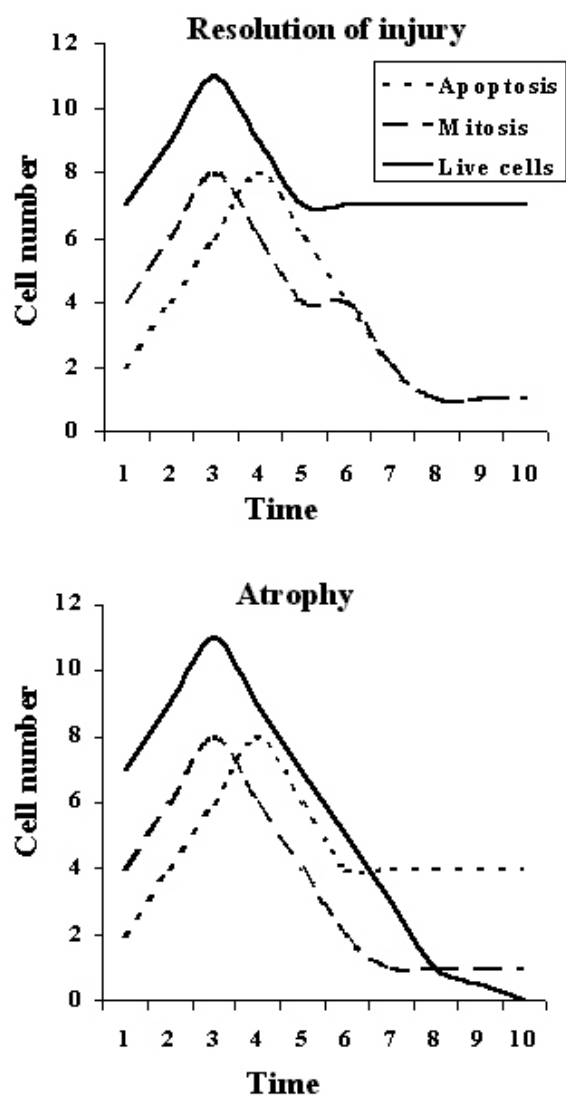 Resolution of injury
12
10
8
6
4
2
0
Cell number
Apoptosis
Mitosis
Live cells
1 2 3 4 5 6 7 8 9 10
Time
Atrophy
12
10
8
6
4
2
0
Cell number
1 2 3 4 5 6 7 8 9 10
Time